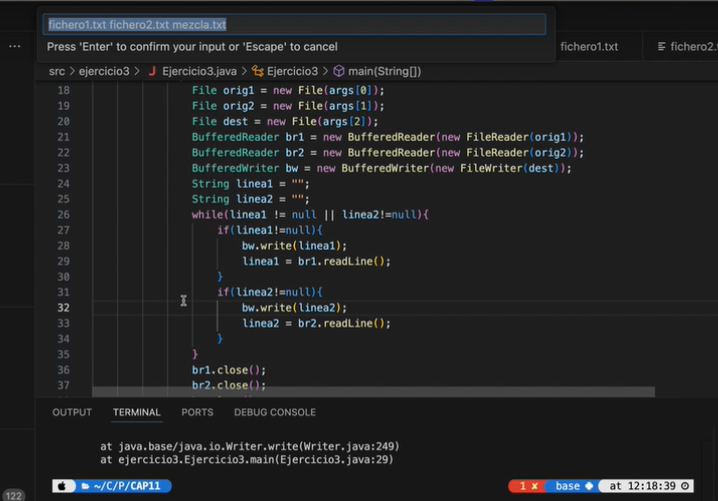 fichero1.txt fichero2.txt mezcla.txt
Press 'Enter' to confirm your input or 'Escape' to cancel
... fichero1.txt fichero2.
src > ejercicio3 > J Ejercicio3.java > Ejercicio3 > main(String[])
18 File orig1 = new File(args[0]);
19 File orig2 = new File(args[1]);
20 File dest = new File(args[2]);
21 BufferedReader br1 = new BufferedReader(new FileReader(orig1));
22 BufferedReader br2 = new BufferedReader(new FileReader(orig2));
23 BufferedWriter bw = new BufferedWriter(new FileWriter(dest));
24 String linea1 = "";
25 String linea2 = "";
26 while(linea1 != null || linea2!=null){
27 if(linea1!=null){
28 bw.write(linea1);
29 linea1 = br1.readLine();
30 }
31 if(linea2!=null){
32 bw.write(linea2);
33 linea2 = br2.readLine();
34 }
35 }
36 br1.close();
37 br2.close();
OUTPUT TERMINAL PORTS DEBUG CONSOLE
at java.base/java.io.Writer.write(Writer.java:249)
at ejercicio3.Ejercicio3.main(Ejercicio3.java:29)
~/C/P/CAP11 1 ✘ base at 12:18:39
122